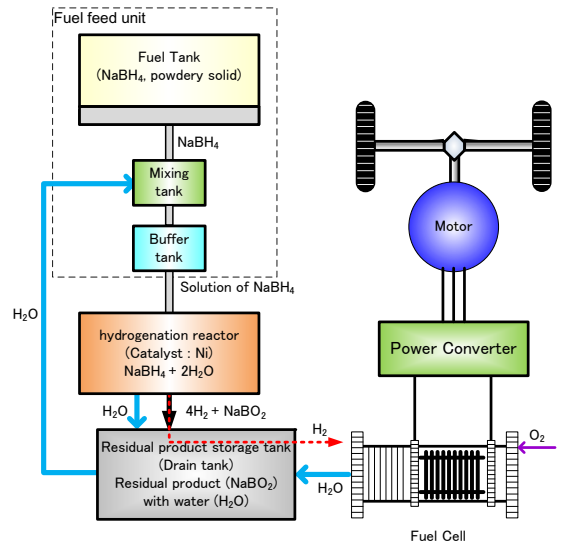 Fuel feed unit
Fuel Tank
(NaBH₄, powdery solid)
NaBH₄
Mixing
tank
Buffer
tank
Solution of NaBH₄
H₂O
hydrogenation reactor
(Catalyst : Ni)
NaBH₄ + 2H₂O
H₂O
4H₂ + NaBO₂
H₂
Residual product storage tank
(Drain tank)
Residual product (NaBO₂)
with water (H₂O)
H₂O
Motor
Power Converter
O₂
Fuel Cell